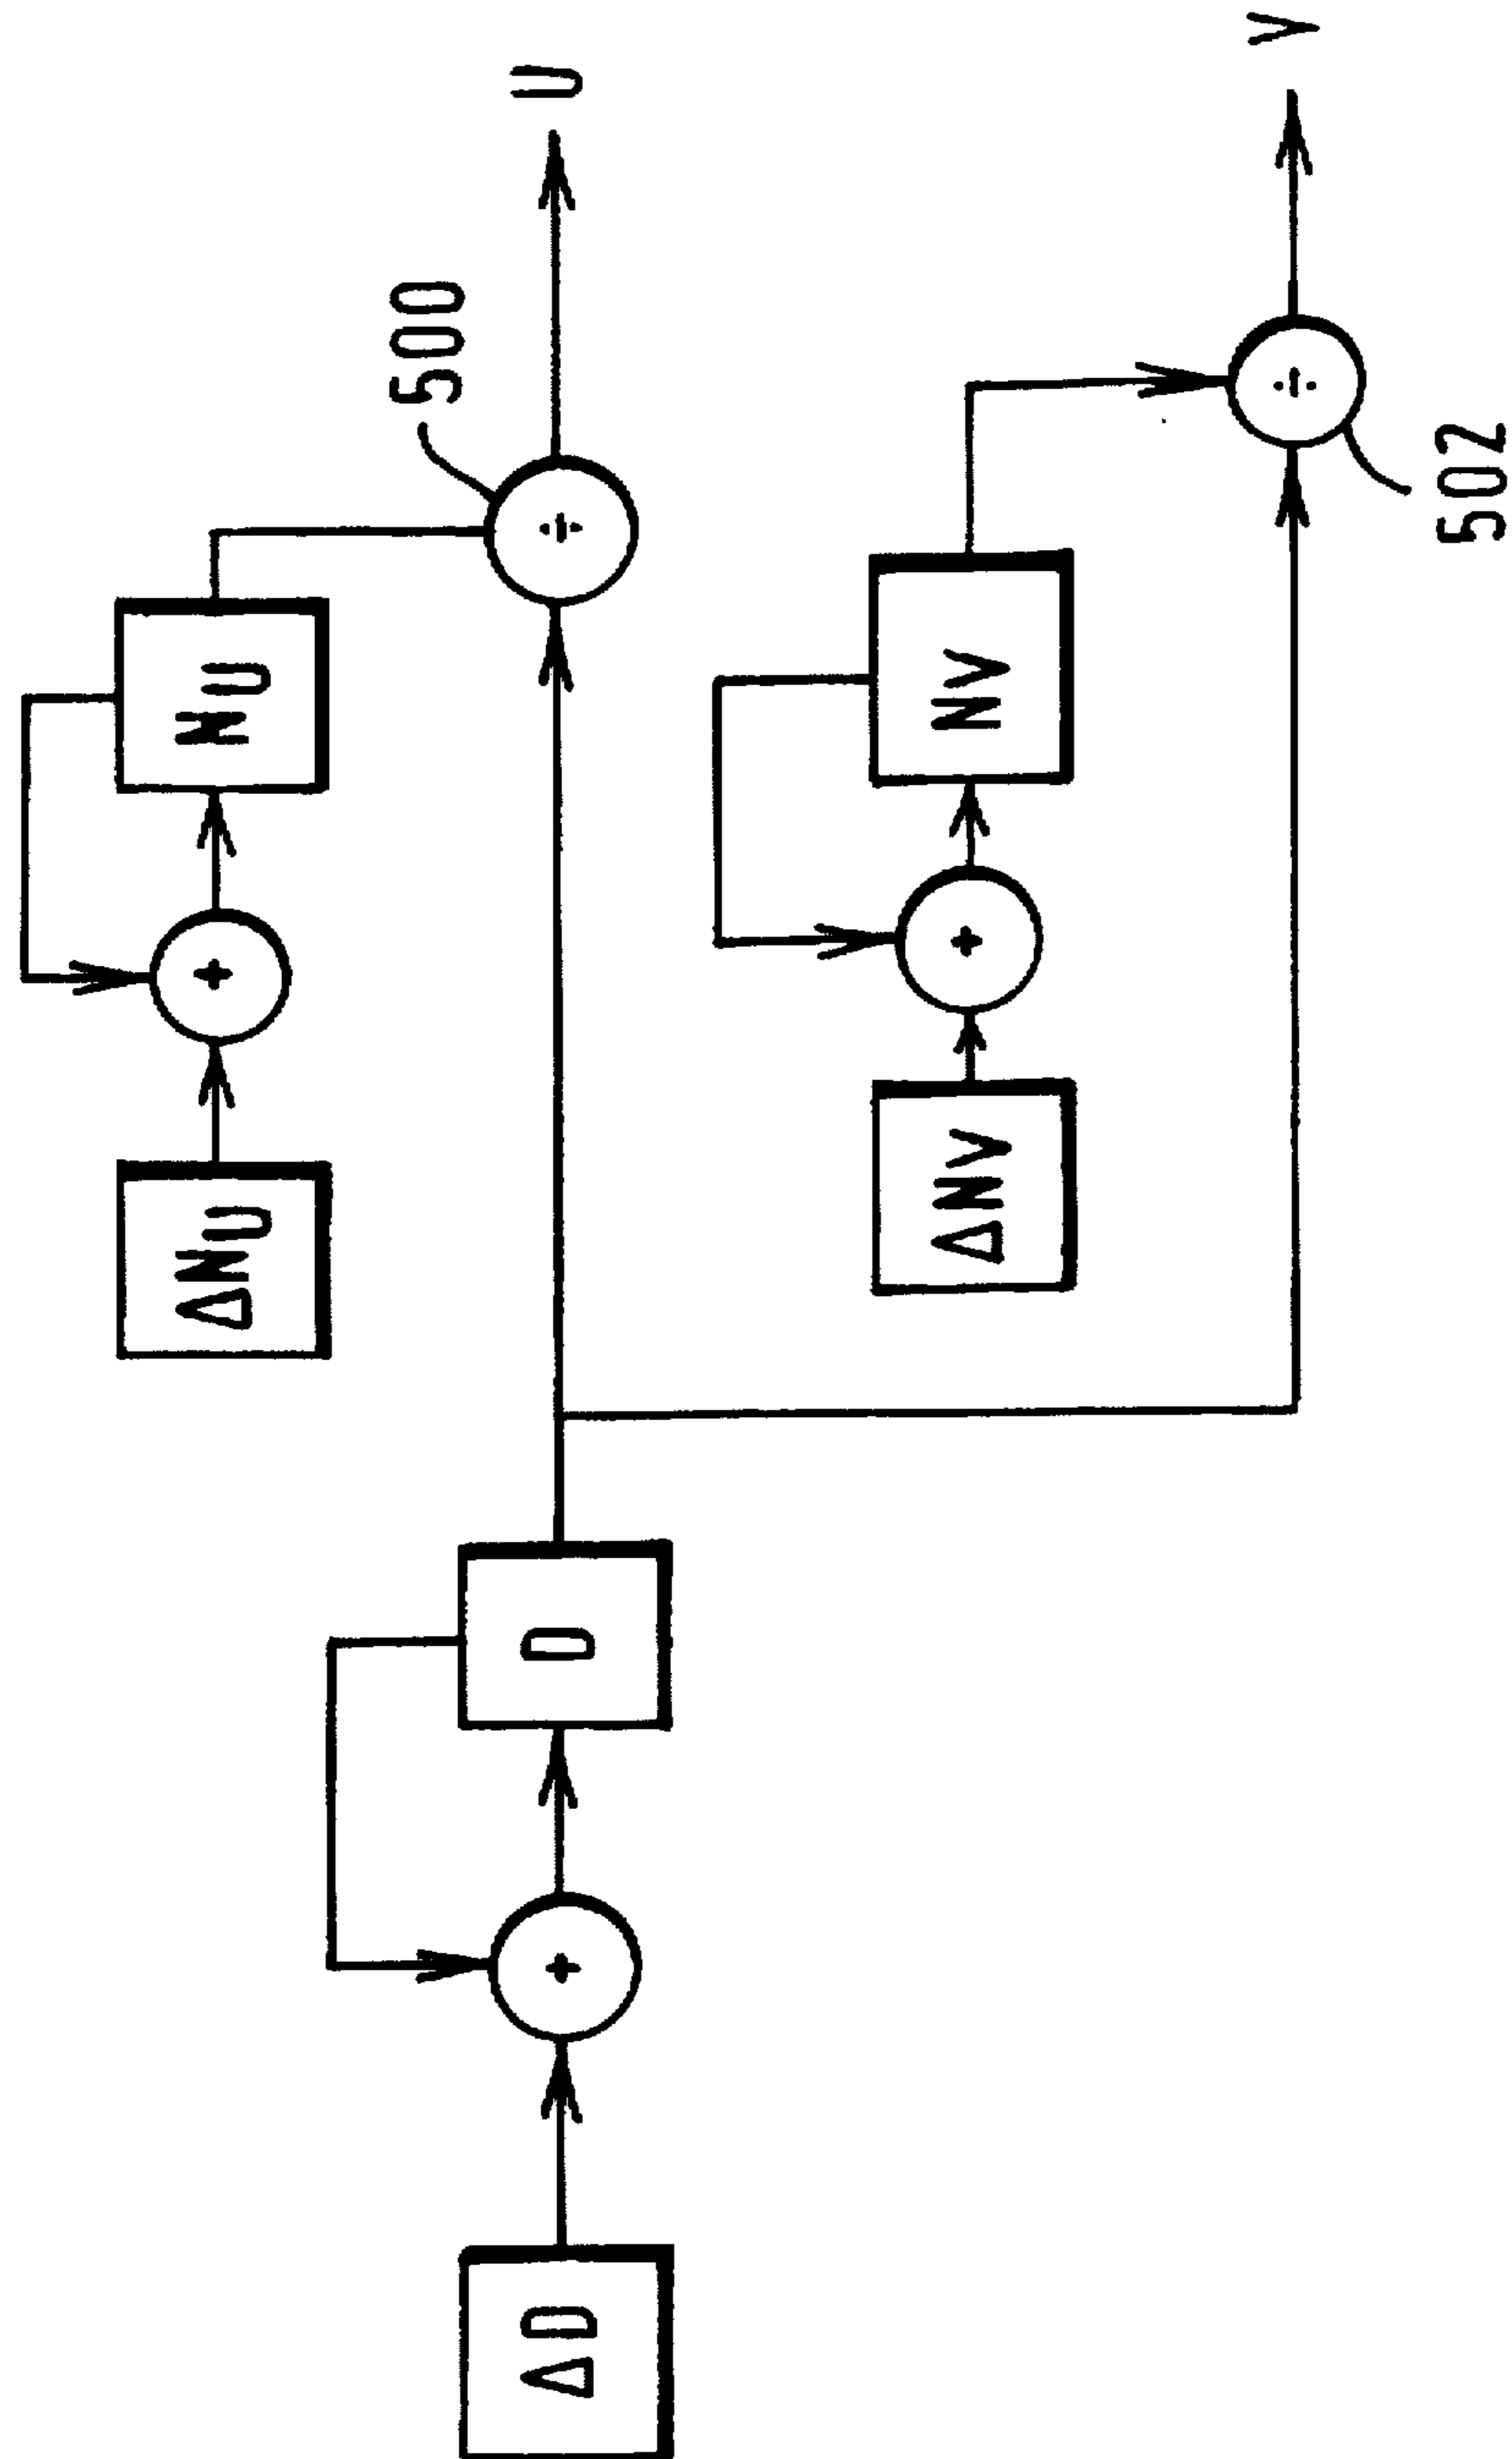 ΔNU
+
NU
500
÷
U
ΔD
+
D
ΔNV
+
NV
÷
V
502